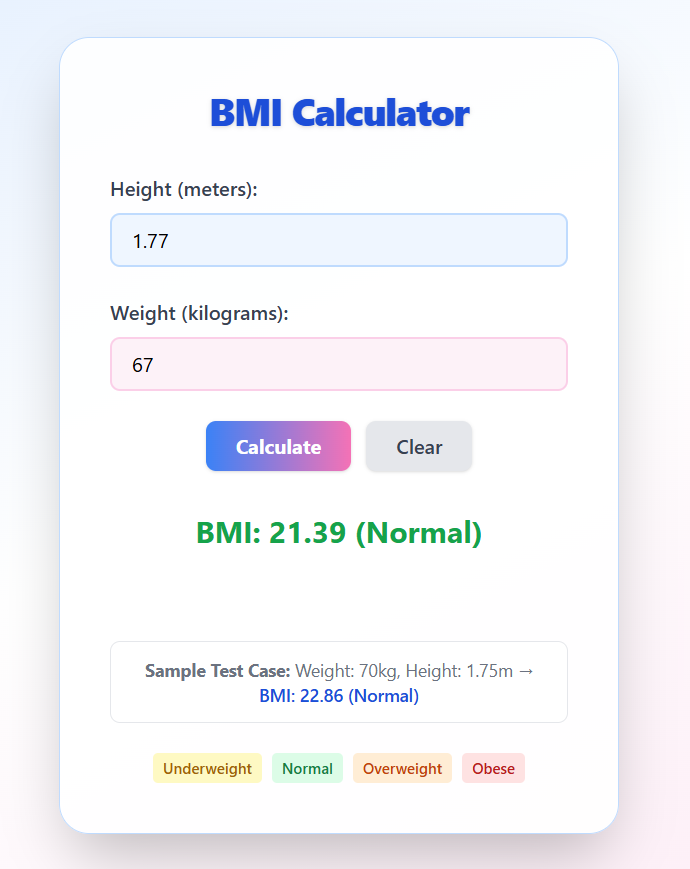 BMI Calculator
Height (meters):
1.77
Weight (kilograms):
67
Calculate Clear
BMI: 21.39 (Normal)
Sample Test Case: Weight: 70kg, Height: 1.75m →
BMI: 22.86 (Normal)
Underweight Normal Overweight Obese